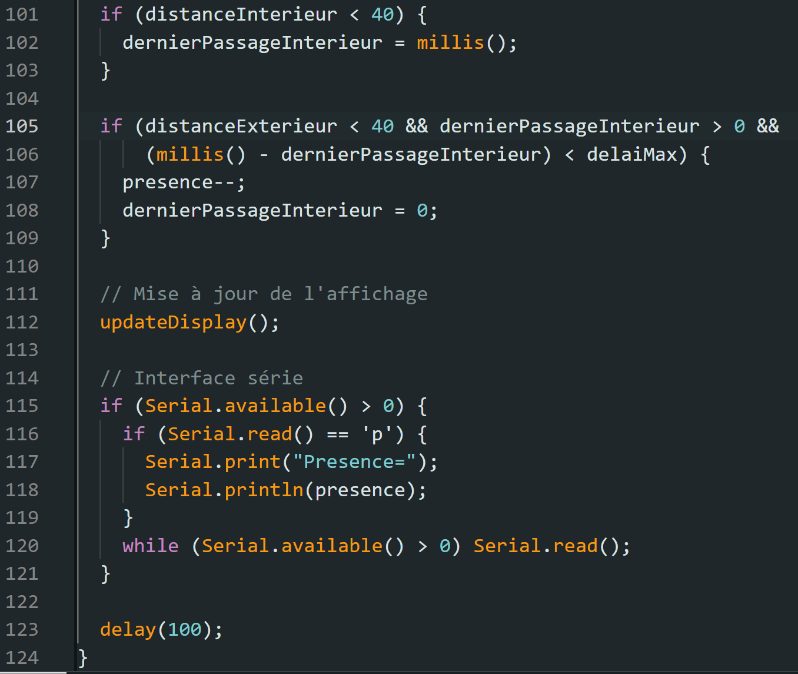 101 if (distanceInterieur < 40) {
102 dernierPassageInterieur = millis();
103 }
104
105 if (distanceExterieur < 40 && dernierPassageInterieur > 0 &&
106 (millis() - dernierPassageInterieur) < delaiMax) {
107 presence--;
108 dernierPassageInterieur = 0;
109 }
110
111 // Mise à jour de l'affichage
112 updateDisplay();
113
114 // Interface série
115 if (Serial.available() > 0) {
116 if (Serial.read() == 'p') {
117 Serial.print("Presence=");
118 Serial.println(presence);
119 }
120 while (Serial.available() > 0) Serial.read();
121 }
122
123 delay(100);
124 }